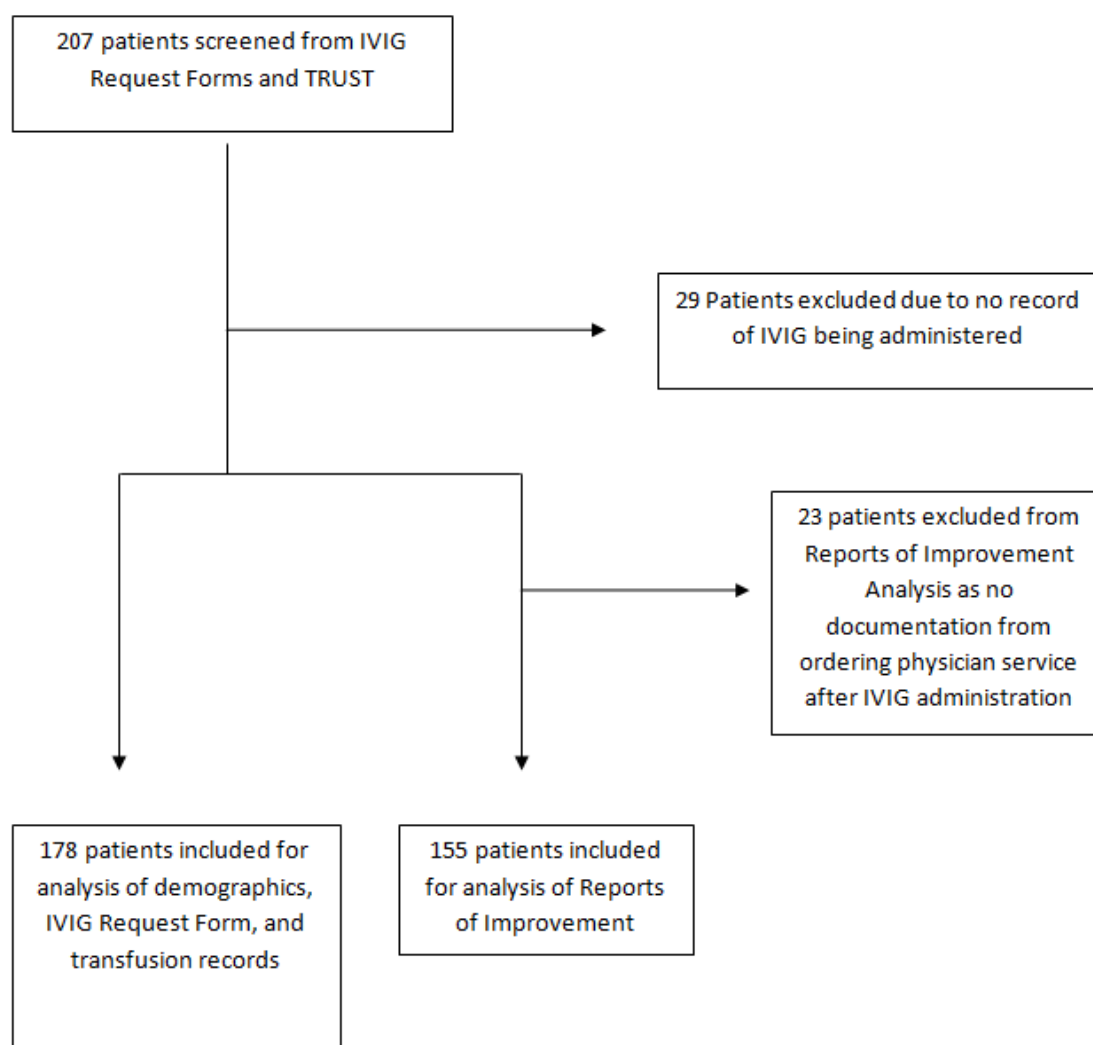 207 patients screened from IVIG
Request Forms and TRUST
29 Patients excluded due to no record
of IVIG being administered
23 patients excluded from
Reports of Improvement
Analysis as no
documentation from
ordering physician service
after IVIG administration
178 patients included for
analysis of demographics,
IVIG Request Form, and
transfusion records
155 patients included
for analysis of Reports
of Improvement